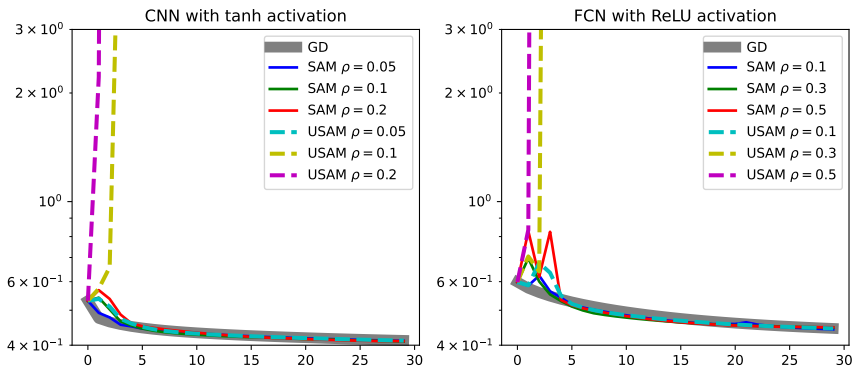 CNN with tanh activation
3 × 10⁰
2 × 10⁰
10⁰
6 × 10⁻¹
4 × 10⁻¹
0 5 10 15 20 25 30
GD
SAM ρ = 0.05
SAM ρ = 0.1
SAM ρ = 0.2
USAM ρ = 0.05
USAM ρ = 0.1
USAM ρ = 0.2
FCN with ReLU activation
3 × 10⁰
2 × 10⁰
10⁰
6 × 10⁻¹
4 × 10⁻¹
0 5 10 15 20 25 30
GD
SAM ρ = 0.1
SAM ρ = 0.3
SAM ρ = 0.5
USAM ρ = 0.1
USAM ρ = 0.3
USAM ρ = 0.5